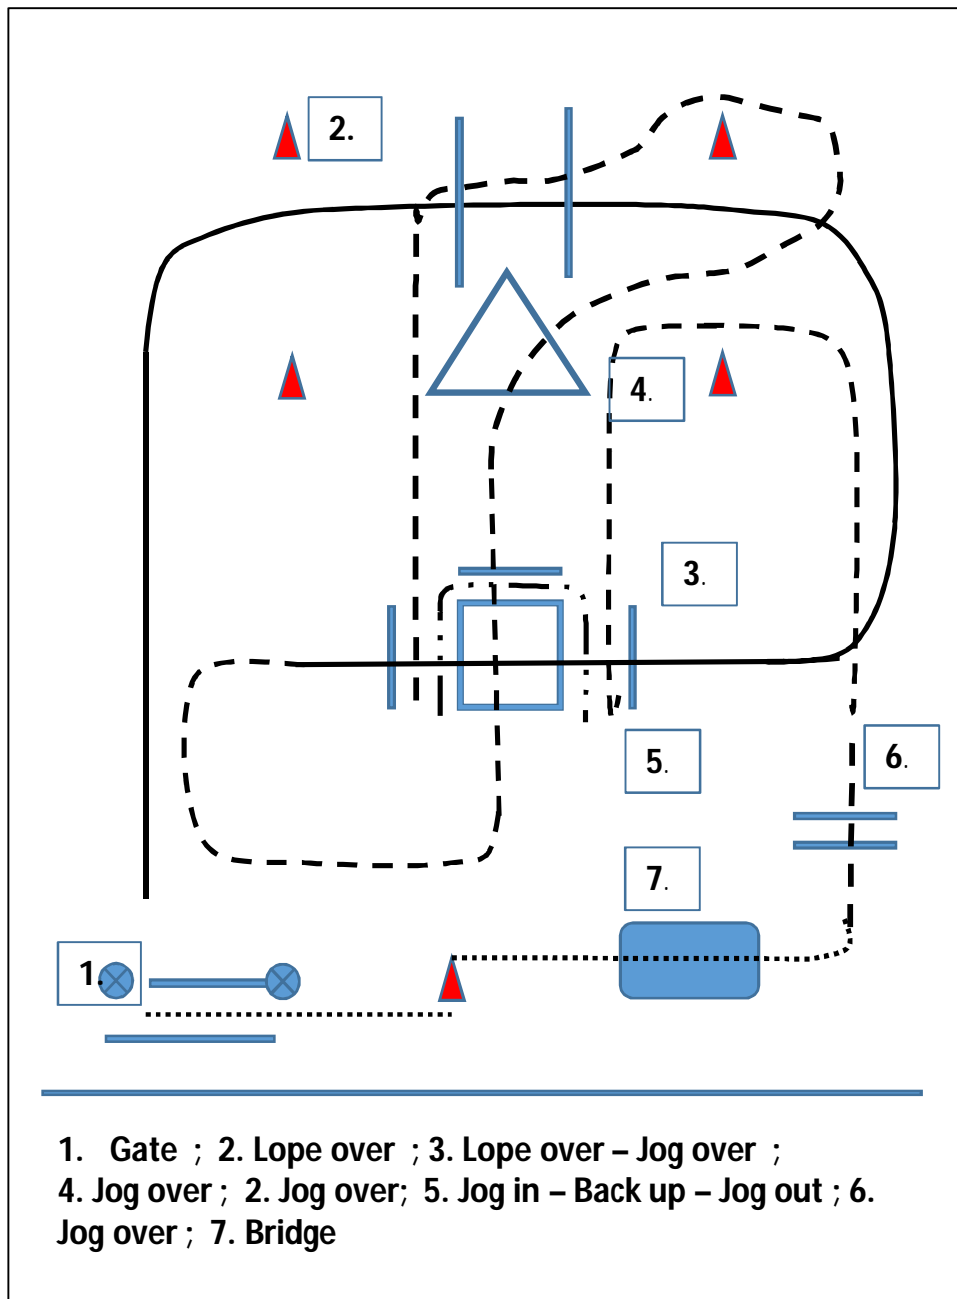 2.
4.
3.
5.
6.
7.
1.
1. Gate ; 2. Lope over ; 3. Lope over – Jog over ;
4. Jog over ; 2. Jog over; 5. Jog in – Back up – Jog out ; 6.
Jog over ; 7. Bridge